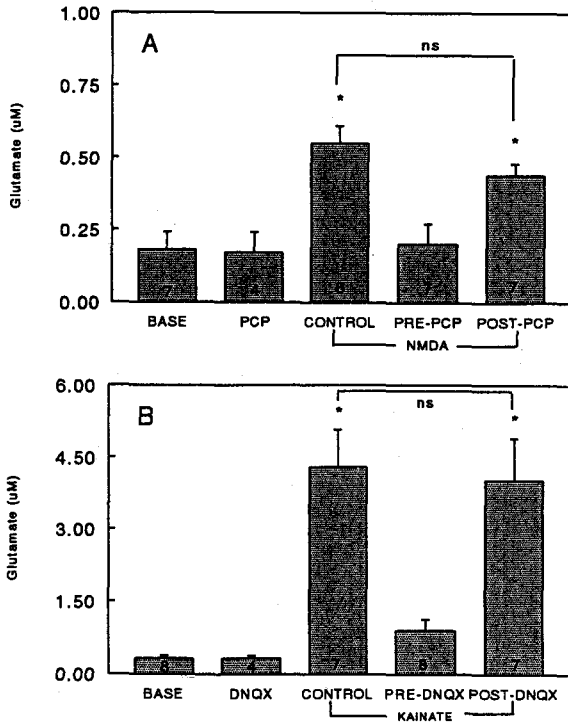 1.00
A
ns
0.75
*
*
0.50
Glutamate (uM)
0.25
7
4
7
7
0.00
BASE PCP CONTROL PRE-PCP POST-PCP
NMDA
6.00
B
*
ns
*
4.50
Glutamate (uM)
3.00
1.50
8
4
7
8
7
0.00
BASE DNQX CONTROL PRE-DNQX POST-DNQX
KAINATE